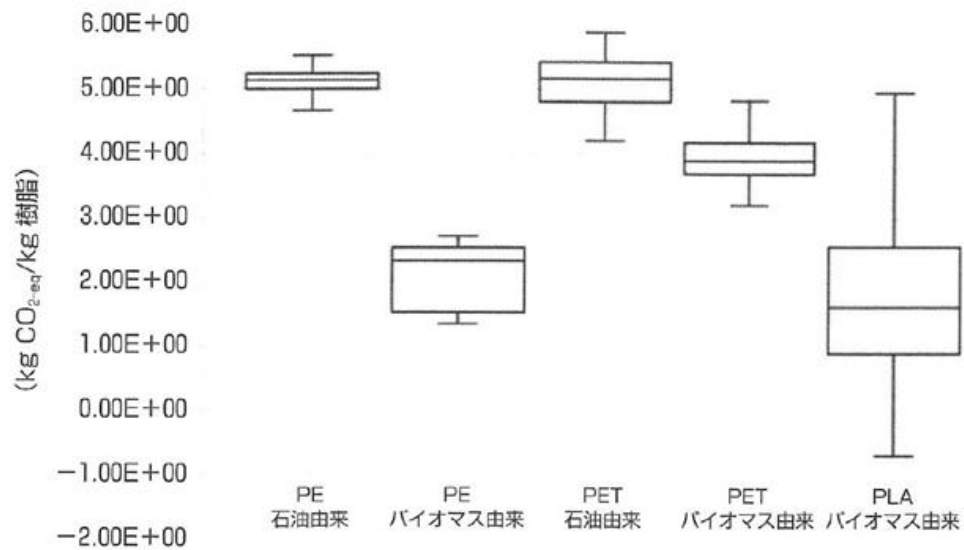 (kg CO2-eq/kg 樹脂)
6.00E+00
5.00E+00
4.00E+00
3.00E+00
2.00E+00
1.00E+00
0.00E+00
−1.00E+00
−2.00E+00
PE
石油由来
PE
バイオマス由来
PET
石油由来
PET
バイオマス由来
PLA
バイオマス由来